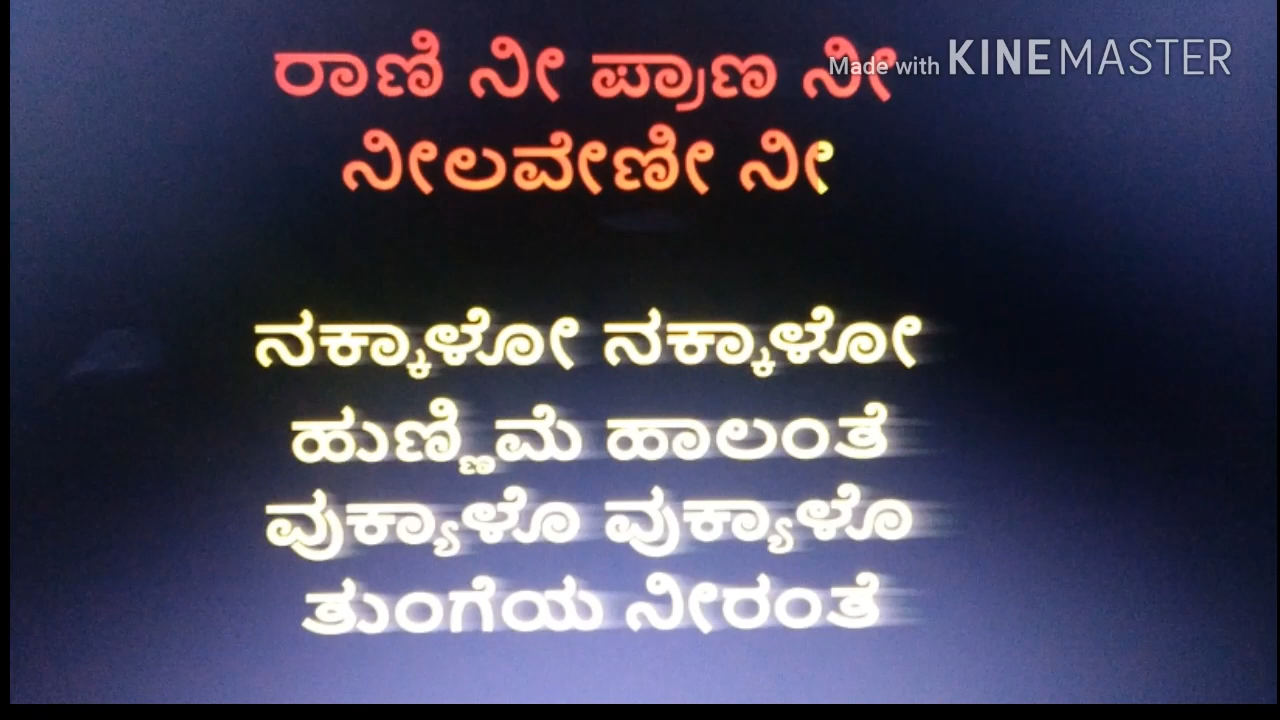 ರಾಣಿ ನೀ ಪ್ರಾಣ ನೀ
Made with KINEMASTER
ನೀಲವೇಣೀ ನೀ
ನಕ್ಕಾಳೋ ನಕ್ಕಾಳೋ
ಹುಣ್ಣಿಮೆ ಹಾಲಂತೆ
ವುಕ್ಯಾಳೊ ವುಕ್ಯಾಳೊ
ತುಂಗೆಯ ನೀರಂತೆ